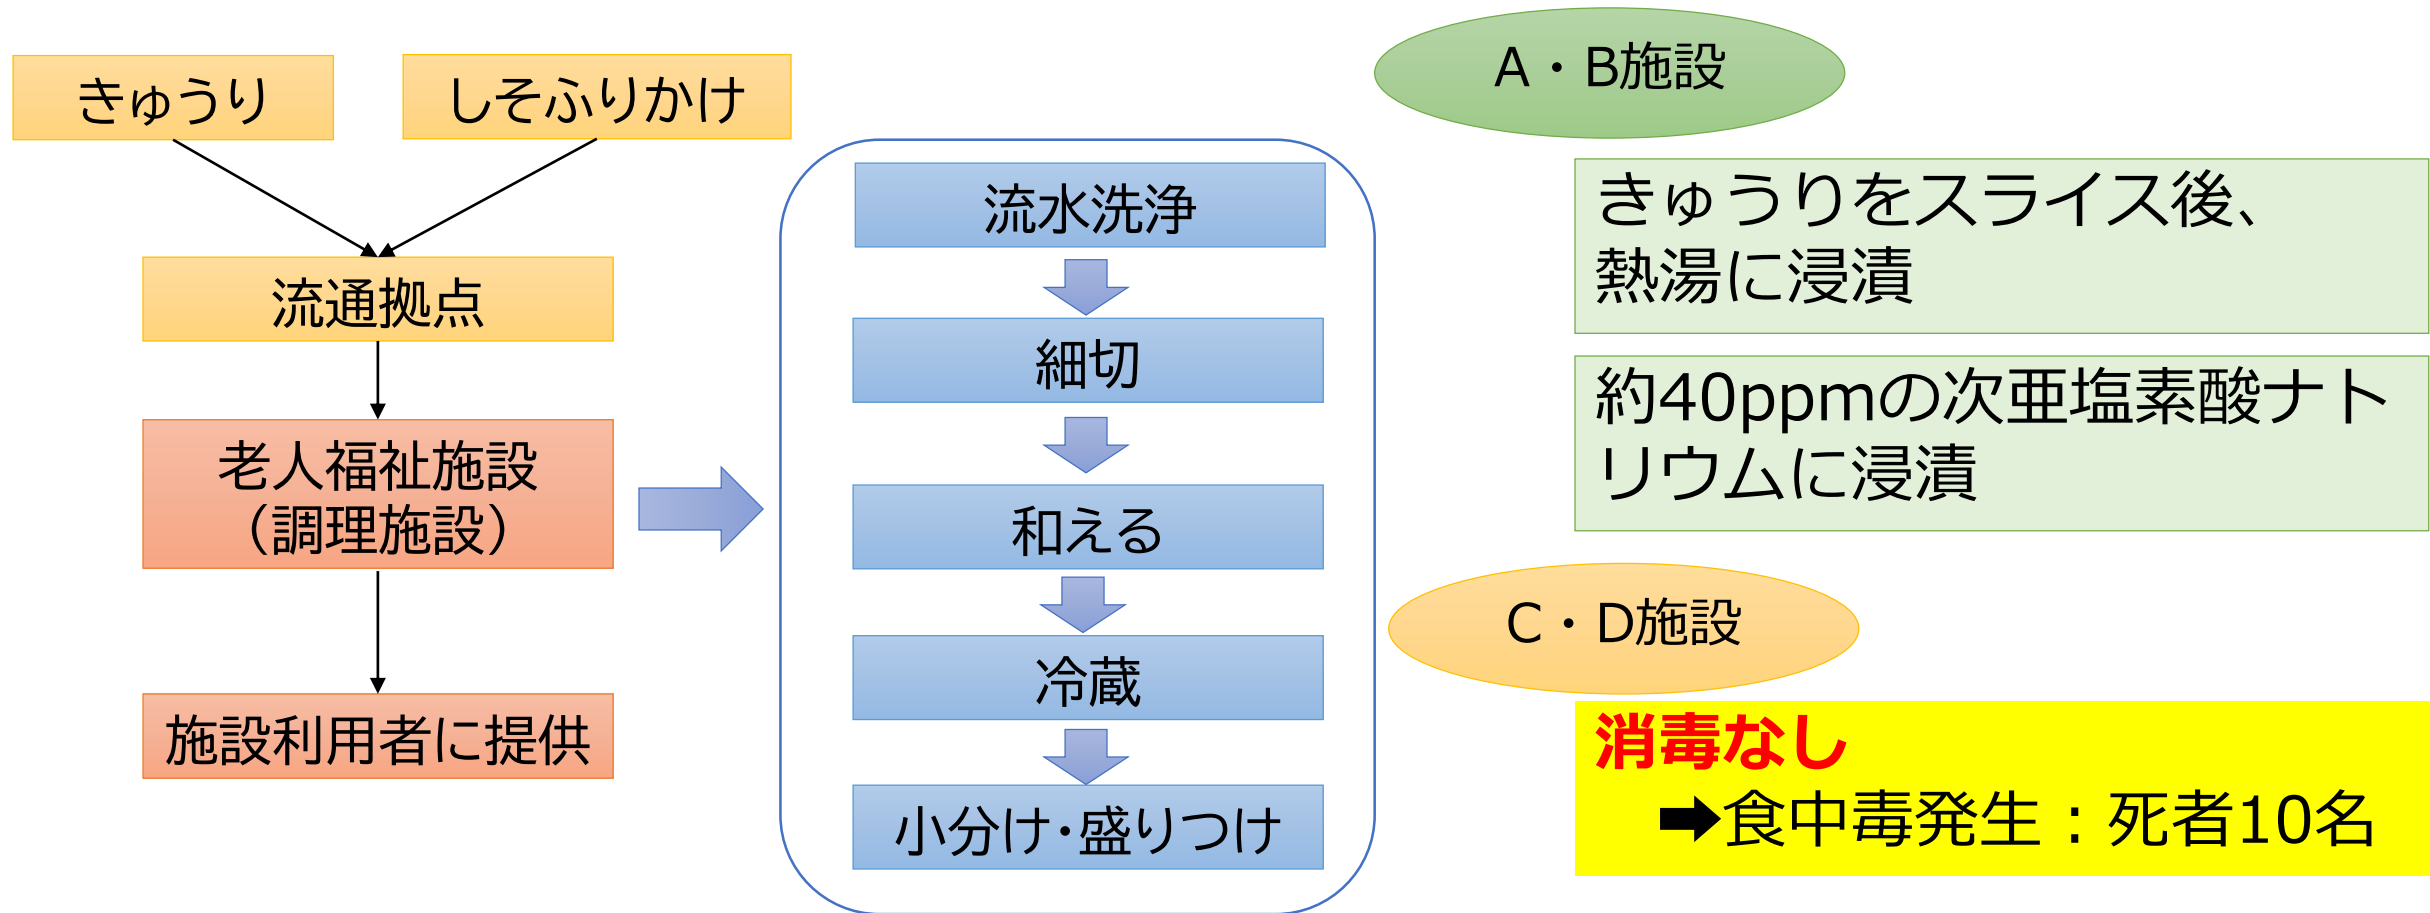 きゅうり
しそふりかけ
流通拠点
老人福祉施設
（調理施設）
施設利用者に提供
流水洗浄
細切
和える
冷蔵
小分け・盛りつけ
A・B施設
きゅうりをスライス後、
熱湯に浸漬
約40ppmの次亜塩素酸ナト
リウムに浸漬
C・D施設
消毒なし
➡食中毒発生：死者10名